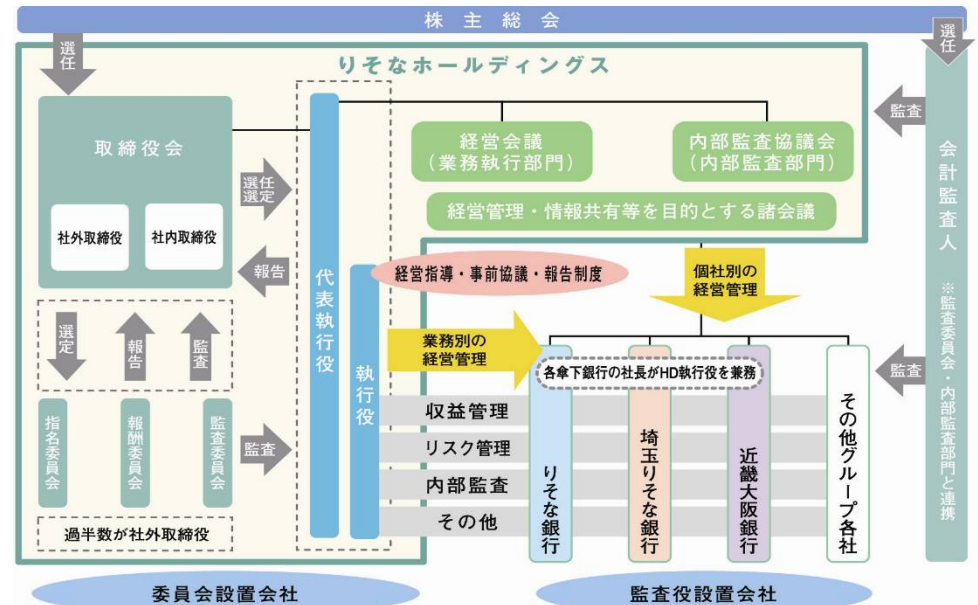 株主総会
選任
選任
りそなホールディングス
取締役会
社外取締役
社内取締役
選任
選定
報告
選定
報告
監査
指名委員会
報酬委員会
監査委員会
監査
過半数が社外取締役
代表執行役
執行役
経営会議
(業務執行部門)
内部監査協議会
(内部監査部門)
経営管理・情報共有等を目的とする諸会議
経営指導・事前協議・報告制度
個社別の
経営管理
業務別の
経営管理
各傘下銀行の社長がHD執行役を兼務
収益管理
リスク管理
内部監査
その他
りそな銀行
埼玉りそな銀行
近畿大阪銀行
その他グループ各社
監査
監査
会計監査人
※監査委員会・内部監査部門と連携
委員会設置会社
監査役設置会社